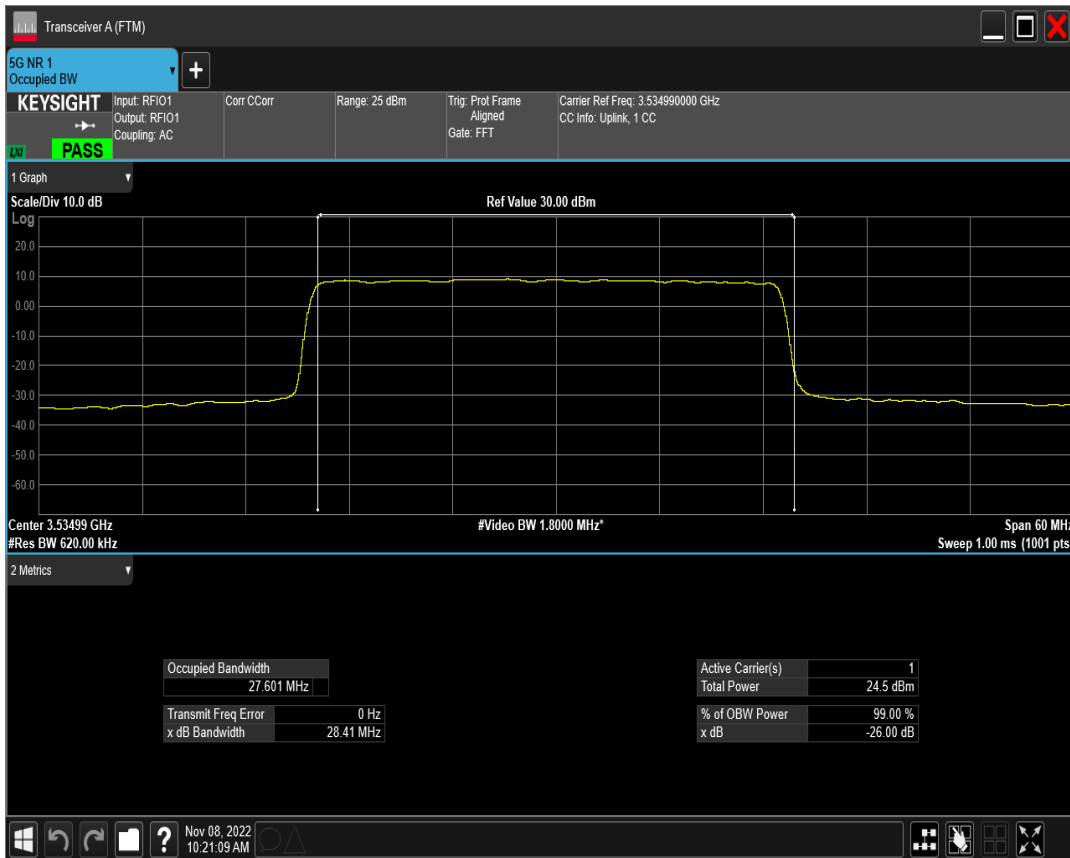 Transceiver A (FTM)
5G NR 1
Occupied BW
+
KEYSIGHT
LXI
PASS
Input: RFIO1
Output: RFIO1
Coupling: AC
Corr CCorr
Range: 25 dBm
Trig: Prot Frame
Aligned
Gate: FFT
Carrier Ref Freq: 3.534990000 GHz
CC Info: Uplink, 1 CC
1 Graph
Scale/Div 10.0 dB
Ref Value 30.00 dBm
Log
20.0
10.0
0.00
-10.0
-20.0
-30.0
-40.0
-50.0
-60.0
Center 3.53499 GHz
#Video BW 1.8000 MHz*
Span 60 MHz
#Res BW 620.00 kHz
Sweep 1.00 ms (1001 pts
2 Metrics
Occupied Bandwidth
27.601 MHz
Transmit Freq Error 0 Hz
x dB Bandwidth 28.41 MHz
Active Carrier(s) 1
Total Power 24.5 dBm
% of OBW Power 99.00 %
x dB -26.00 dB
?
Nov 08, 2022
10:21:09 AM